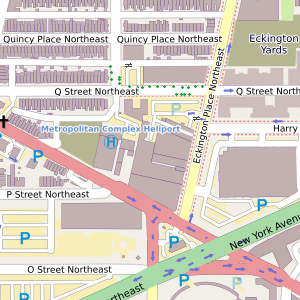 Eckington
Yards
Quincy Place Northeast
Quincy Place Northeast
Q Street Northeast
Q Street Northeast
Eckington Place Northeast
Metropolitan Complex Heliport
Harry
H
P
P
P
P Street Northeast
P
P
New York Avenue
P
O Street Northeast
P
P
Northeast